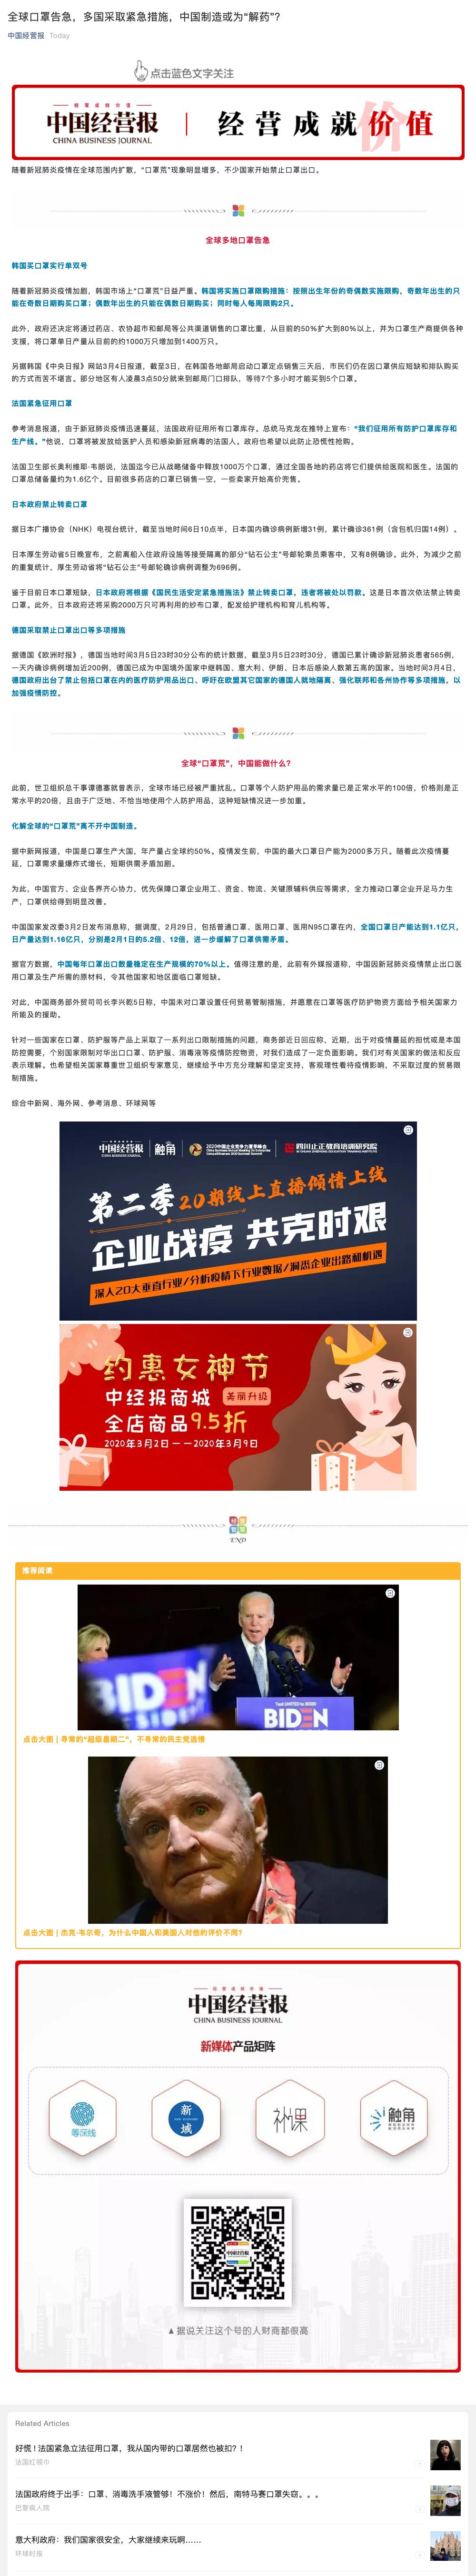 全球口罩告急，多国采取紧急措施，中国制造或为“解药”？
中国经营报 Today
点击蓝色文字关注
经营成就价值
中国经营报
CHINA BUSINESS JOURNAL
经营成就价值
随着新冠肺炎疫情在全球范围内扩散，“口罩荒”现象明显增多，不少国家开始禁止口罩出口。
全球多地口罩告急
韩国买口罩实行单双号
随着新冠肺炎疫情加剧，韩国市场上“口罩荒”日益严重。韩国将实施口罩限购措施：按照出生年份的奇偶数实施限购，奇数年出生的只
能在奇数日期购买口罩；偶数年出生的只能在偶数日期购买；同时每人每周限购2只。
此外，政府还决定将通过药店、农协超市和邮局等公共渠道销售的口罩比重，从目前的50%扩大到80%以上，并为口罩生产商提供各种
支援，将口罩单日产量从目前的约1000万只增加到1400万只。
另据韩国《中央日报》网站3月4日报道，截至3日，在韩国各地邮局启动口罩定点销售三天后，市民们仍在因口罩供应短缺和排队购买
的方式而苦不堪言。部分地区有人凌晨3点50分就来到邮局门口排队，等待7个多小时才能买到5个口罩。
法国紧急征用口罩
参考消息报道，由于新冠肺炎疫情迅速蔓延，法国政府征用所有口罩库存。总统马克龙在推特上宣布：“我们征用所有防护口罩库存和
生产线。”他说，口罩将被发放给医护人员和感染新冠病毒的法国人。政府也希望以此防止恐慌性抢购。
法国卫生部长奥利维耶·韦朗说，法国迄今已从战略储备中释放1000万个口罩，通过全国各地的药店将它们提供给医院和医生。法国的
口罩总储备量约为1.6亿个。目前很多药店的口罩已销售一空，一些卖家开始高价兜售。
日本政府禁止转卖口罩
据日本广播协会（NHK）电视台统计，截至当地时间6日10点半，日本国内确诊病例新增31例，累计确诊361例（含包机归国14例）。
日本厚生劳动省5日晚宣布，之前离船入住政府设施等接受隔离的部分“钻石公主”号邮轮乘员乘客中，又有8例确诊。此外，为减少之前
的重复统计，厚生劳动省将“钻石公主”号邮轮确诊病例调整为696例。
鉴于目前日本口罩短缺，日本政府将根据《国民生活安定紧急措施法》禁止转卖口罩，违者将被处以罚款。这是日本首次依法禁止转卖
口罩。此外，日本政府还将采购2000万只可再利用的纱布口罩，配发给护理机构和育儿机构等。
德国采取禁止口罩出口等多项措施
据德国《欧洲时报》，德国当地时间3月5日23时30分公布的统计数据，截至3月5日23时30分，德国已累计确诊新冠肺炎患者565例，
一天内确诊病例增加近200例，德国已成为中国境外国家中继韩国、意大利、伊朗、日本后感染人数第五高的国家。当地时间3月4日，
德国政府出台了禁止包括口罩在内的医疗防护用品出口、呼吁在欧盟其它国家的德国人就地隔离、强化联邦和各州协作等多项措施，以
加强疫情防控。
全球“口罩荒”，中国能做什么？
此前，世卫组织总干事谭德塞就曾表示，全球市场已经被严重扰乱。口罩等个人防护用品的需求量已是正常水平的100倍，价格则是正
常水平的20倍，且由于广泛地、不恰当地使用个人防护用品，这种短缺情况进一步加重。
化解全球的“口罩荒”离不开中国制造。
据中新网报道，中国是口罩生产大国，年产量占全球约50%。疫情发生前，中国的最大口罩日产能为2000多万只。随着此次疫情蔓
延，口罩需求量爆炸式增长，短期供需矛盾加剧。
为此，中国官方、企业各界齐心协力，优先保障口罩企业用工、资金、物流、关键原辅料供应等需求，全力推动口罩企业开足马力生
产，口罩供给得到明显改善。
中国国家发改委3月2日发布消息称，据调度，2月29日，包括普通口罩、医用口罩、医用N95口罩在内，全国口罩日产能达到1.1亿只，
日产量达到1.16亿只，分别是2月1日的5.2倍、12倍，进一步缓解了口罩供需矛盾。
据官方数据，中国每年口罩出口数量稳定在生产规模的70%以上。值得注意的是，此前有外媒报道称，中国因新冠肺炎疫情禁止出口医
用口罩及生产所需的原材料，令其他国家和地区面临口罩短缺。
对此，中国商务部外贸司司长李兴乾5日称，中国未对口罩设置任何贸易管制措施，并愿意在口罩等医疗防护物资方面给予相关国家力
所能及的援助。
针对一些国家在口罩、防护服等产品上采取了一系列出口限制措施的问题，商务部近日回应称，近期，出于对疫情蔓延的担忧或是本国
防控需要，个别国家限制对华出口口罩、防护服、消毒液等疫情防控物资，对我们造成了一定负面影响。我们对有关国家的做法和反应
表示理解。也希望相关国家尊重世卫组织专家意见，继续给予中方充分理解和坚定支持，客观理性看待疫情影响，不采取过度的贸易限
制措施。
综合中新网、海外网、参考消息、环球网等
中国经营报 触角 2020中国企业竞争力夏季峰会 四川止正教育培训研究院
第二季 20期线上直播倾情上线
企业战疫 共克时艰
深入20大垂直行业/分析疫情下行业数据/洞悉企业出路和机遇
约惠女神节
中经报商城 美丽升级
全店商品9.5折
2020年3月2日——2020年3月9日
END
推荐阅读
BIDEN
BIDEN
点击大图 | 寻常的“超级星期二”，不寻常的民主党选情
点击大图 | 杰克·韦尔奇，为什么中国人和美国人对他的评价不同？
经营成就价值
中国经营报
CHINA BUSINESS JOURNAL
新媒体产品矩阵
等深线
新域
补课
触角
中国经营报
▲据说关注这个号的人财商都很高
Related Articles
好慌！法国紧急立法征用口罩，我从国内带的口罩居然也被扣？！
法国红领巾
法国政府终于出手：口罩、消毒洗手液管够！不涨价！然后，南特马赛口罩失窃。。。
巴黎疯人院
意大利政府：我们国家很安全，大家继续来玩啊……
环球时报